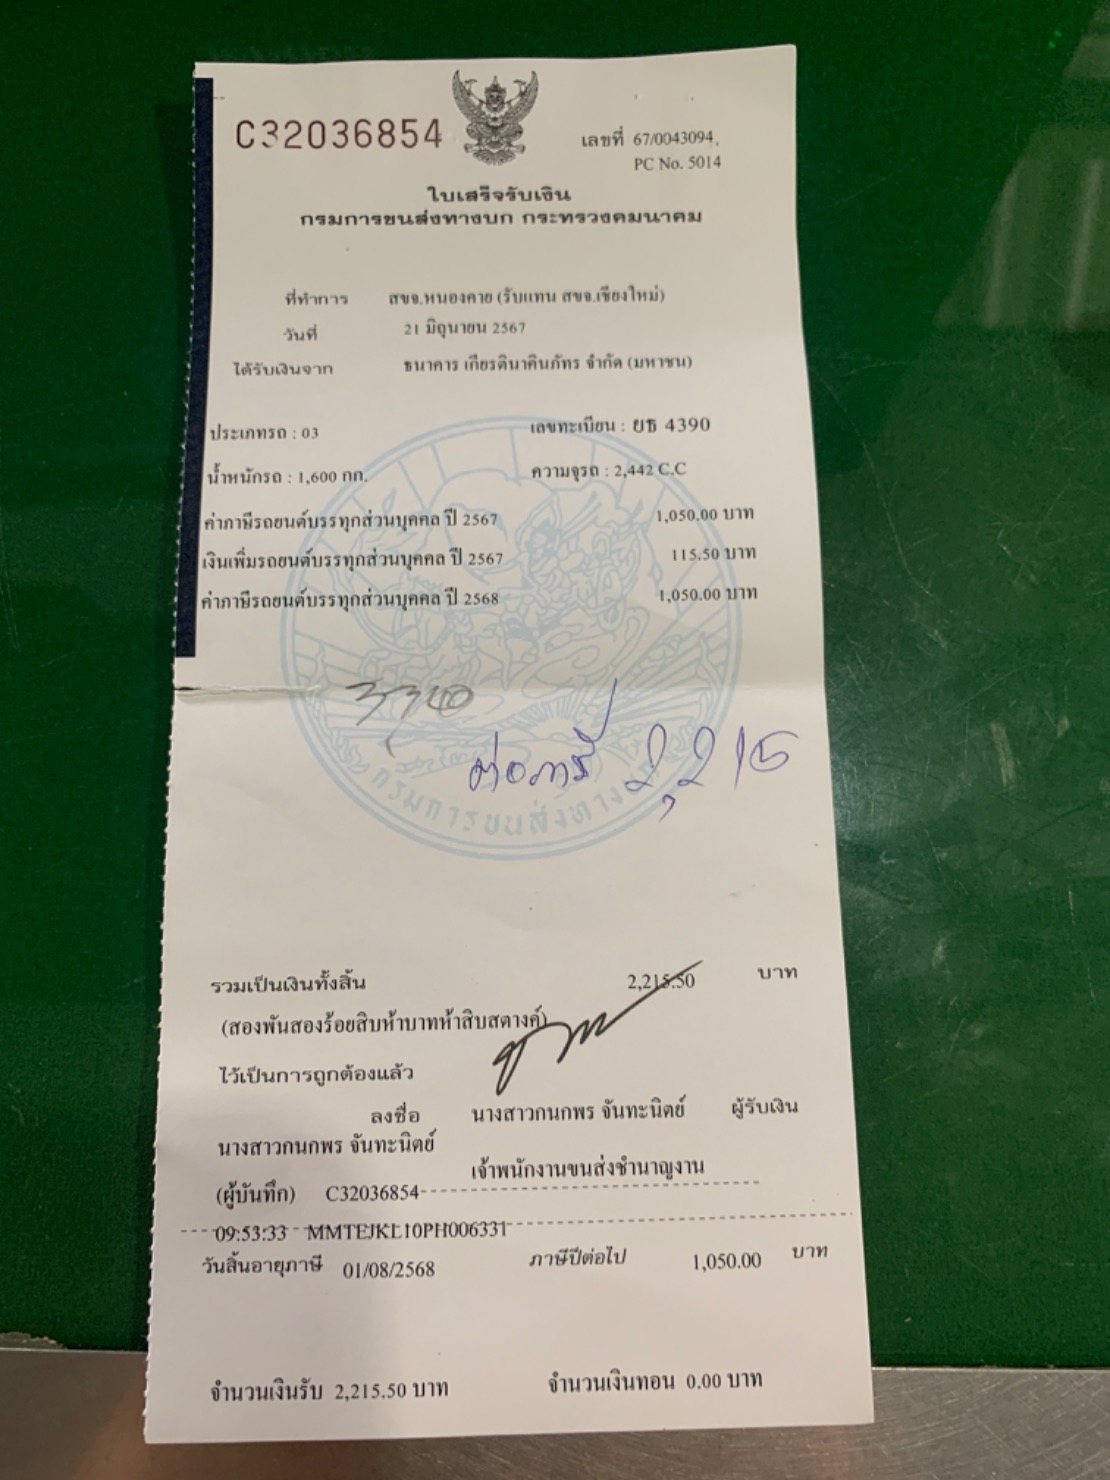 C32036854
เลขที่ 67/0043094,
PC No. 5014
ใบเสร็จรับเงิน
กรมการขนส่งทางบก กระทรวงคมนาคม
ที่ทำการ สขจ.หนองคาย (รับแทน สขจ.เชียงใหม่)
วันที่ 21 มิถุนายน 2567
ได้รับเงินจาก ธนาคาร เกียรตินาคินภัทร จำกัด (มหาชน)
ประเภทรถ : 03 เลขทะเบียน : ยธ 4390
น้ำหนักรถ : 1,600 กก. ความจุรถ : 2,442 C.C
ค่าภาษีรถยนต์บรรทุกส่วนบุคคล ปี 2567 1,050.00 บาท
เงินเพิ่มรถยนต์บรรทุกส่วนบุคคล ปี 2567 115.50 บาท
ค่าภาษีรถยนต์บรรทุกส่วนบุคคล ปี 2568 1,050.00 บาท
ต่อภาษี 2,215
กรมการขนส่งทางบก
รวมเป็นเงินทั้งสิ้น 2,215.50 บาท
(สองพันสองร้อยสิบห้าบาทห้าสิบสตางค์)
ไว้เป็นการถูกต้องแล้ว
ลงชื่อ นางสาวกนกพร จันทะนิตย์ ผู้รับเงิน
นางสาวกนกพร จันทะนิตย์
เจ้าพนักงานขนส่งชำนาญงาน
(ผู้บันทึก) C32036854
09:53:33 MMTEJKL10PH006331
วันสิ้นอายุภาษี 01/08/2568 ภาษีปีต่อไป 1,050.00 บาท
จำนวนเงินรับ 2,215.50 บาท จำนวนเงินทอน 0.00 บาท